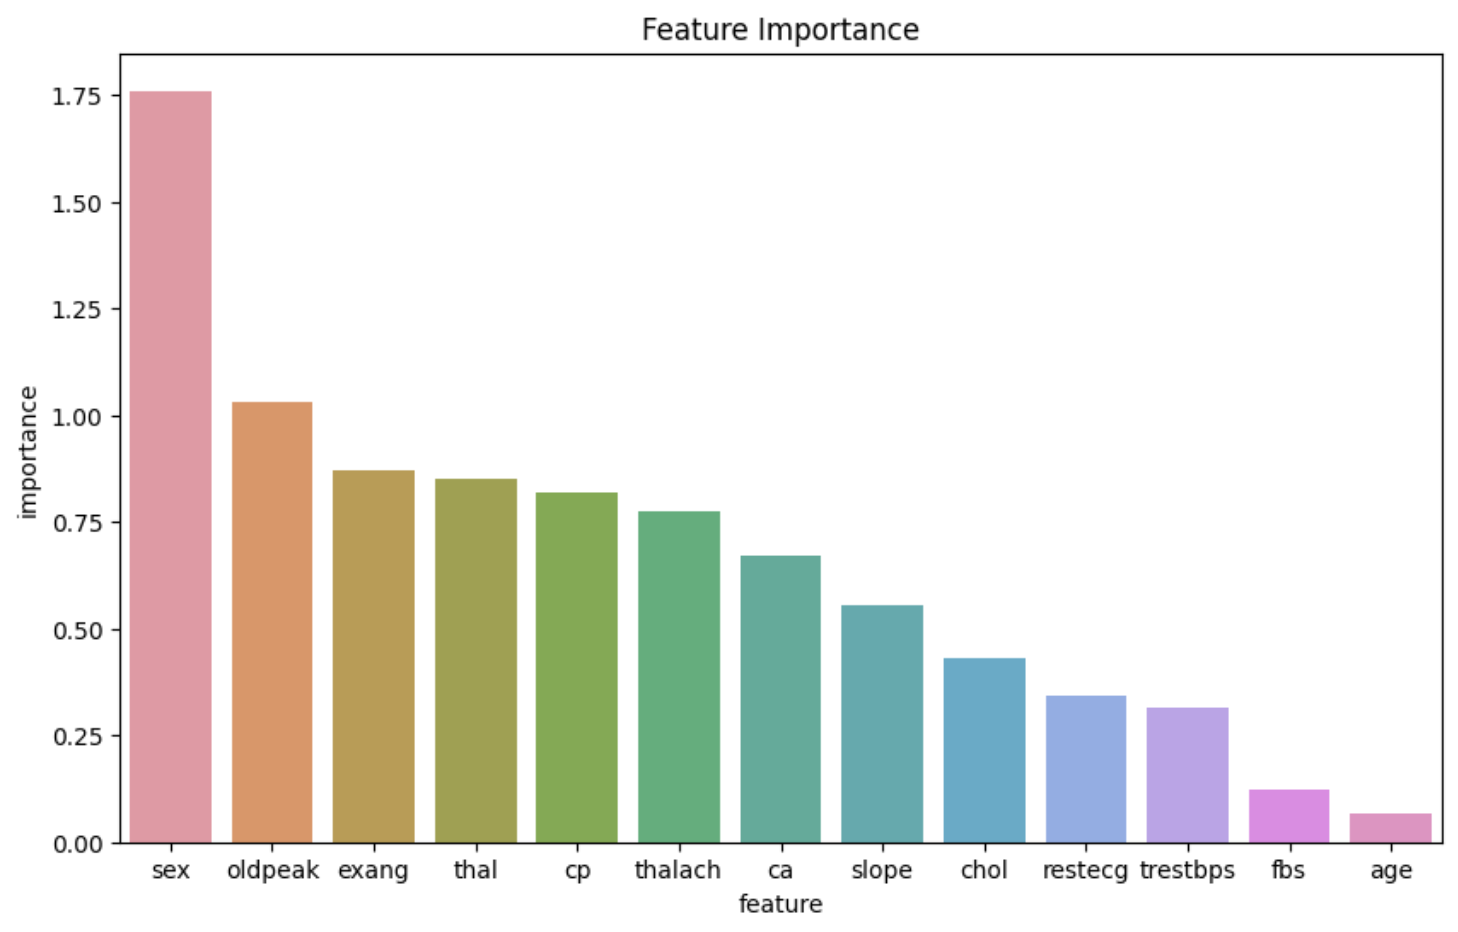 Feature Importance
1.75
1.50
1.25
1.00
0.75
0.50
0.25
0.00
importance
sex oldpeak exang thal cp thalach ca slope chol restecg trestbps fbs age
feature